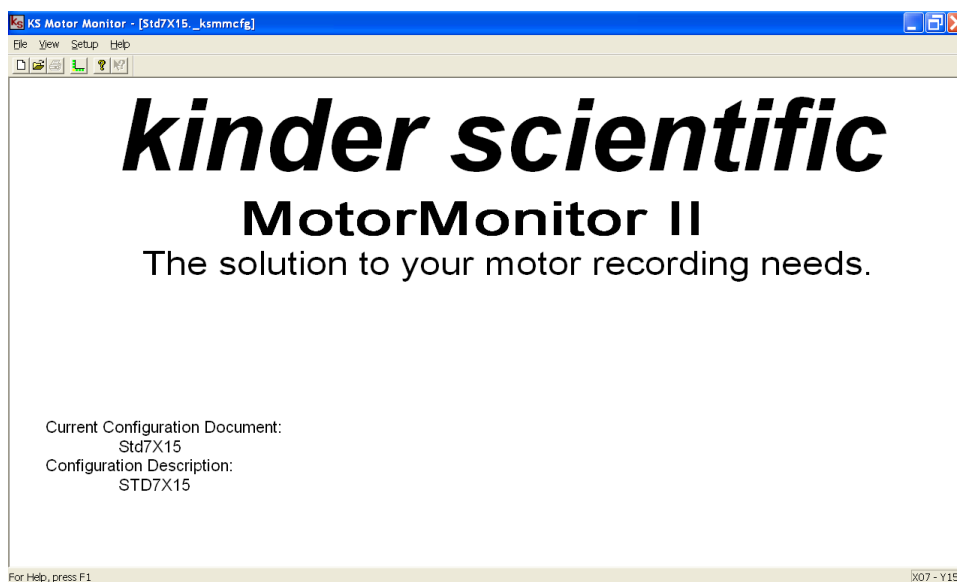 KS Motor Monitor - [Std7X15._ksmmcfg]
File View Setup Help
kinder scientific
MotorMonitor II
The solution to your motor recording needs.
Current Configuration Document:
Std7X15
Configuration Description:
STD7X15
For Help, press F1
X07 - Y15